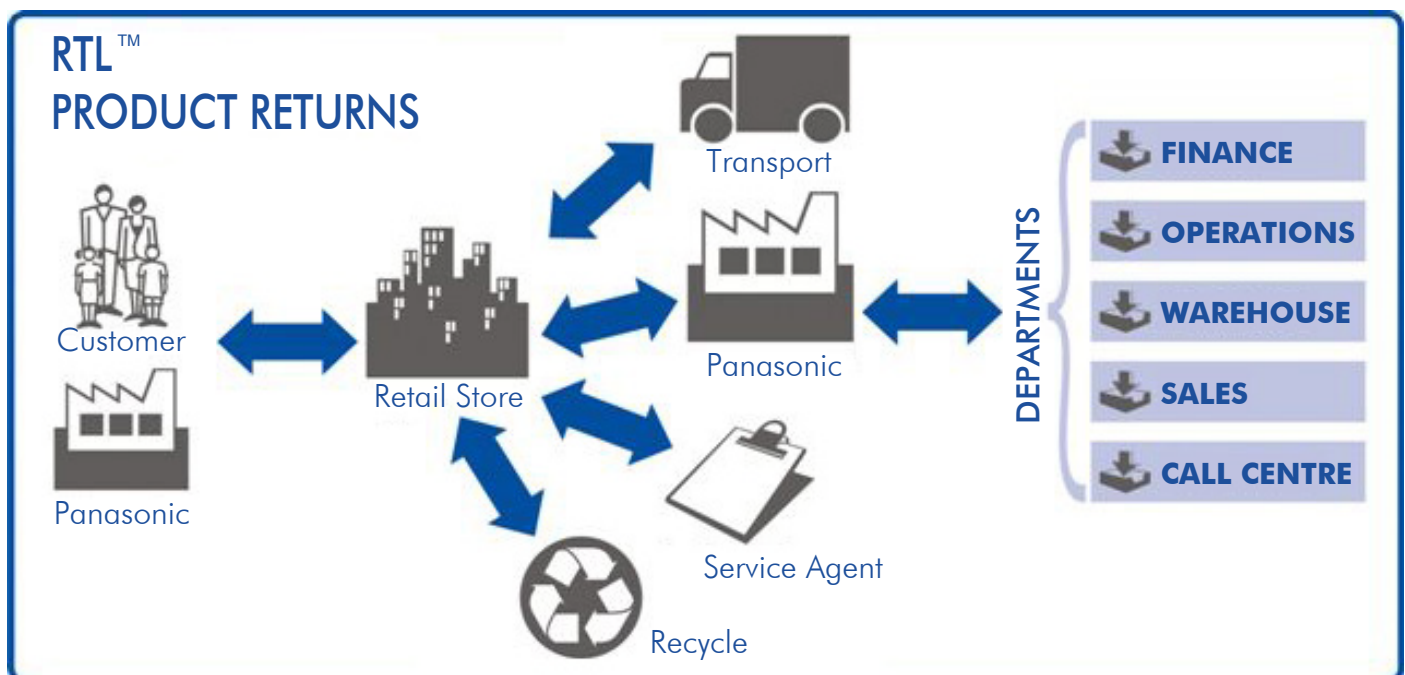 RTL™
PRODUCT RETURNS
Transport
Customer
Panasonic
Retail Store
Panasonic
Service Agent
Recycle
DEPARTMENTS
FINANCE
OPERATIONS
WAREHOUSE
SALES
CALL CENTRE